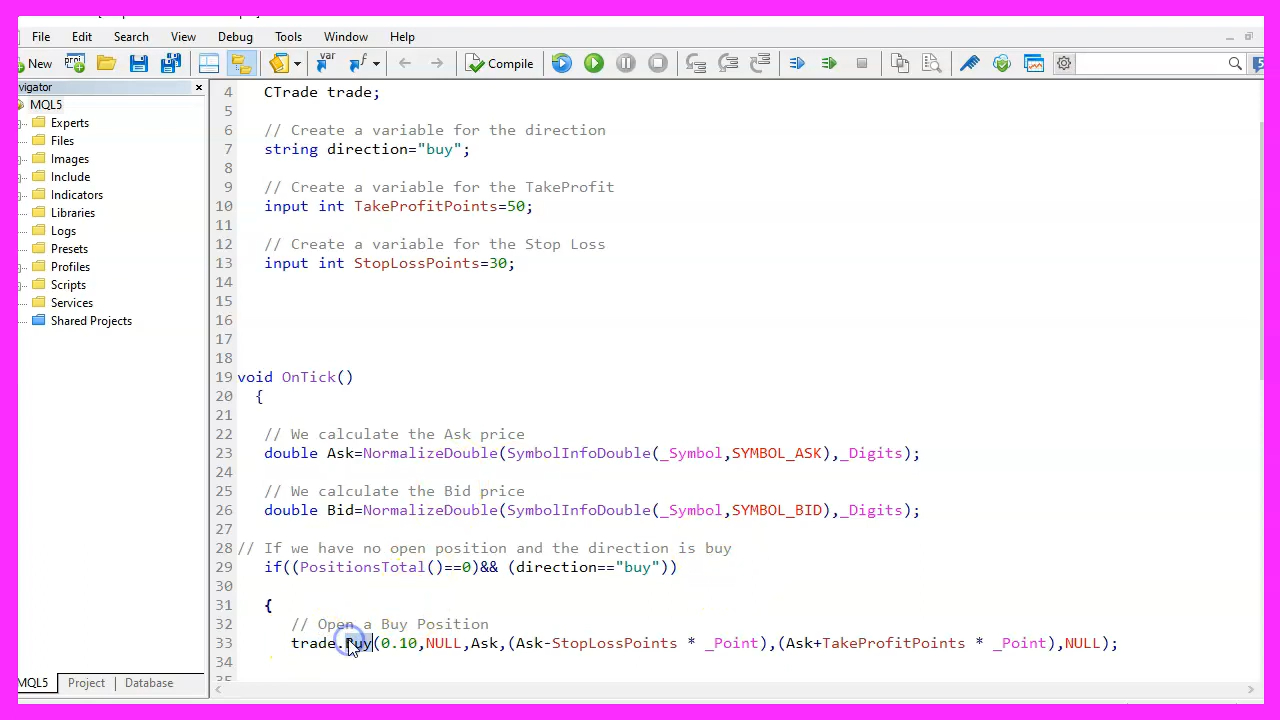 File Edit Search View Debug Tools Window Help
New var Compile 5
avigator ×
MQL5
Experts
Files
Images
Include
Indicators
Libraries
Logs
Presets
Profiles
Scripts
Services
Shared Projects
4 CTrade trade;
5
6 // Create a variable for the direction
7 string direction="buy";
8
9 // Create a variable for the TakeProfit
10 input int TakeProfitPoints=50;
11
12 // Create a variable for the Stop Loss
13 input int StopLossPoints=30;
14
15
16
17
18
19 void OnTick()
20 {
21
22 // We calculate the Ask price
23 double Ask=NormalizeDouble(SymbolInfoDouble(_Symbol,SYMBOL_ASK),_Digits);
24
25 // We calculate the Bid price
26 double Bid=NormalizeDouble(SymbolInfoDouble(_Symbol,SYMBOL_BID),_Digits);
27
28 // If we have no open position and the direction is buy
29 if((PositionsTotal()==0)&& (direction=="buy"))
30
31 {
32 // Open a Buy Position
33 trade.Buy(0.10,NULL,Ask,(Ask-StopLossPoints * _Point),(Ask+TakeProfitPoints * _Point),NULL);
34
35
MQL5 Project Database